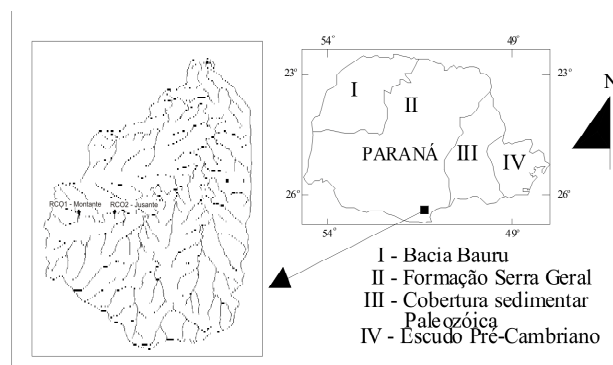 54°
49°
N
23°
23°
I
II
PARANÁ
III
IV
RCO1 - Montante
RCO2 - Jusante
26°
26°
54°
49°
I - Bacia Bauru
II - Formação Serra Geral
III - Cobertura sedimentar
Paleozóica
IV - Escudo Pré-Cambriano